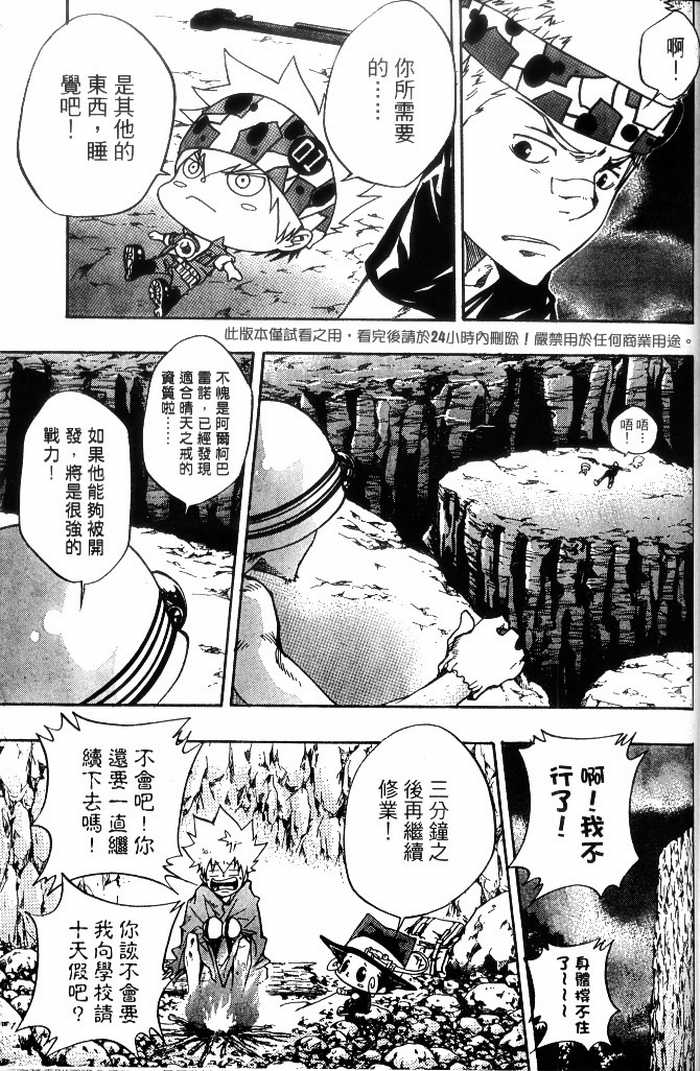 啊！
你所需要
的……
是其他的
東西，睡
覺吧！
01
此版本僅試看之用，看完後請於24小時內刪除！嚴禁用於任何商業用途。
唔…
唔！
不愧是阿爾柯巴
雷諾，已經發現
適合晴天之戒的
資質啦……
如果他能夠被開
發，將是很強的
戰力！
啊！我不
行了！
身體撐不住
了～～～～
三分鐘之
後再繼續
修業！
不會吧！你
還要一直繼
續下去嗎！
你該不會要
我向學校請
十天假吧？